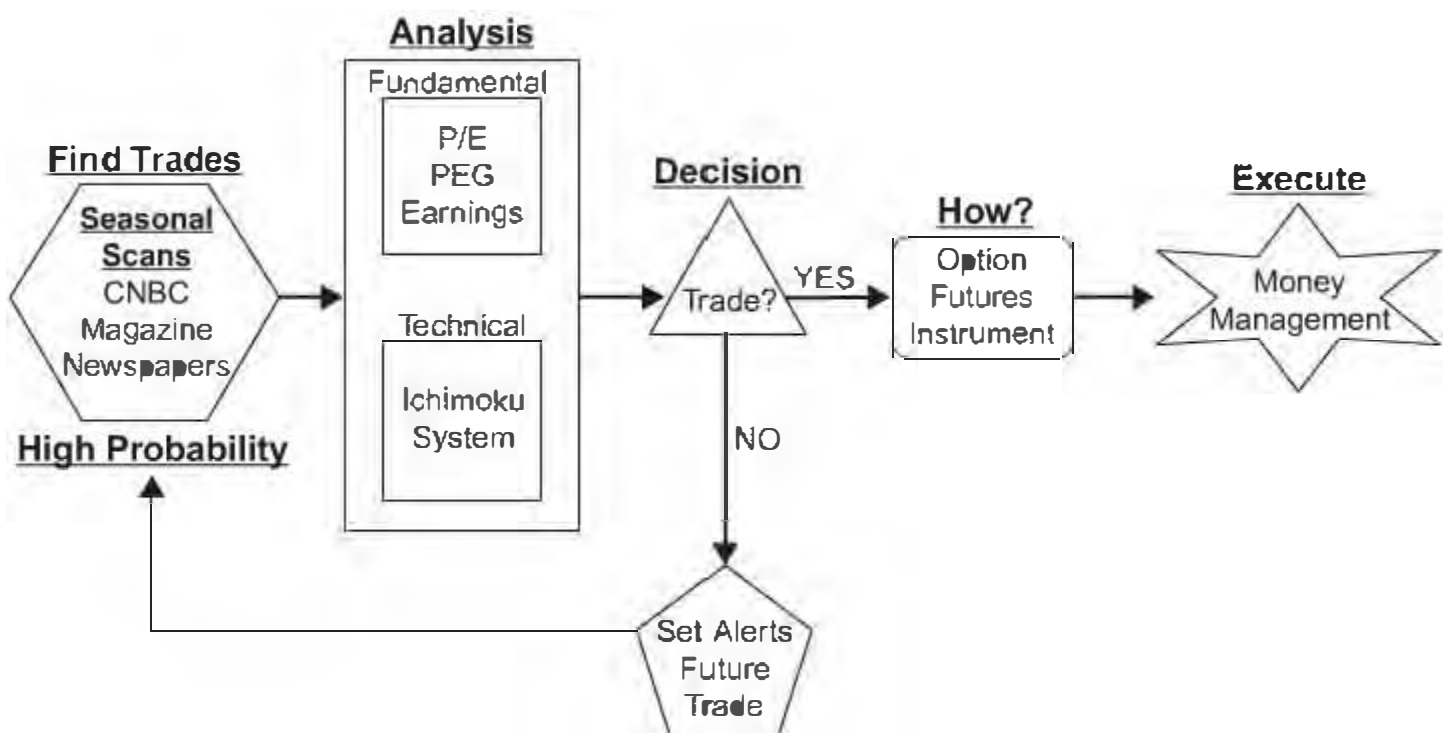 Find Trades
Seasonal
Scans
CNBC
Magazine
Newspapers
High Probability
Analysis
Fundamental
P/E
PEG
Earnings
Technical
Ichimoku
System
Decision
Trade?
YES
NO
How?
Option
Futures
Instrument
Execute
Money
Management
Set Alerts
Future
Trade